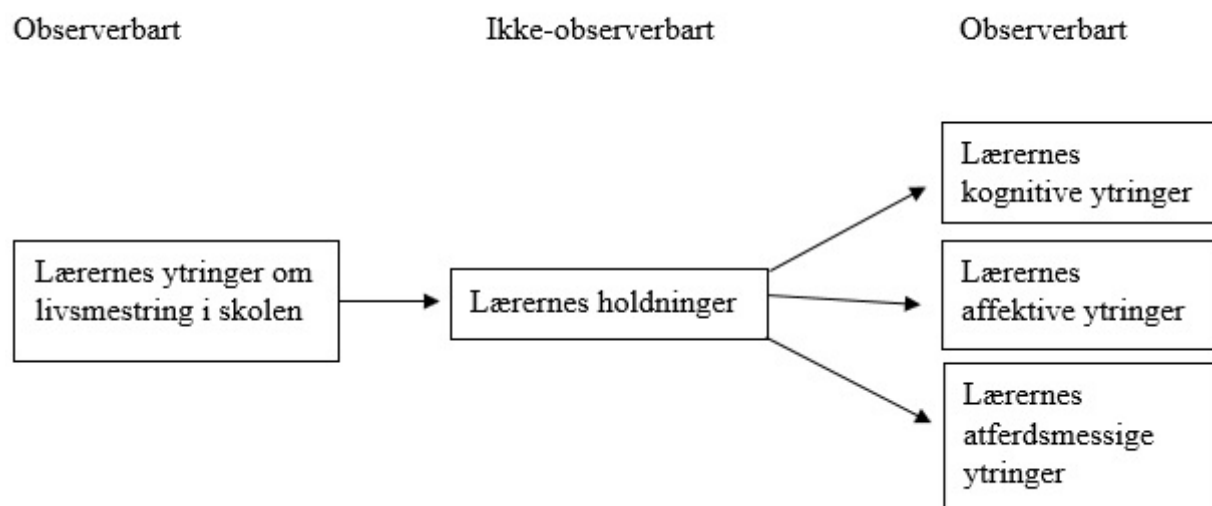 Observerbart
Ikke-observerbart
Observerbart
Lærernes ytringer om
livsmestring i skolen
Lærernes holdninger
Lærernes
kognitive ytringer
Lærernes
affektive ytringer
Lærernes
atferdsmessige
ytringer